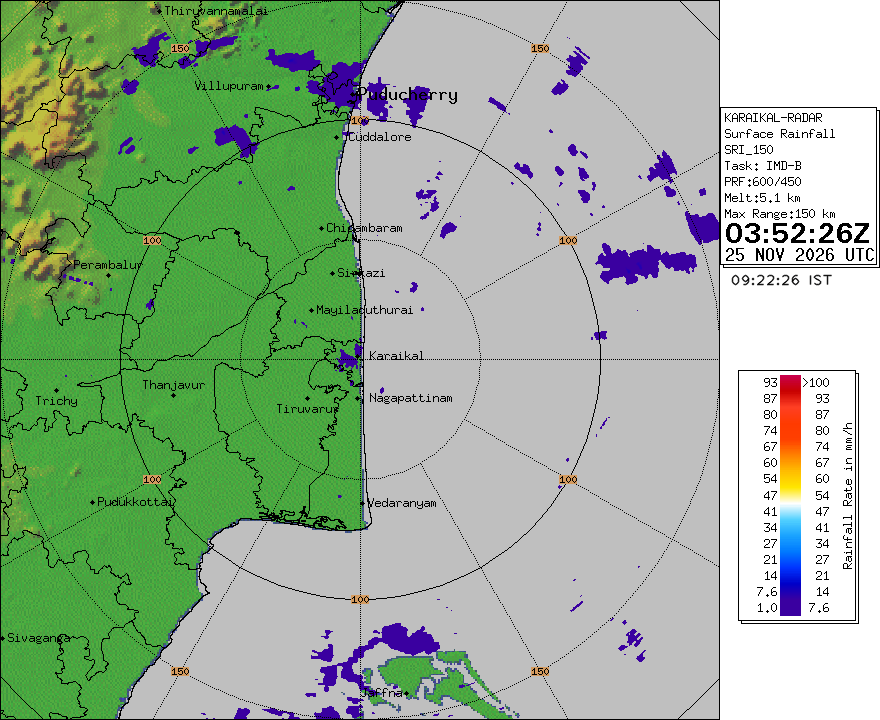 Thiruvannamalai
150
150
Villupuram
Puducherry
100
Cuddalore
Chidambaram
100
100
Perambalur
Sirkazi
Mayiladuthurai
Karaikal
Thanjavur
Trichy
Tiruvarur
Nagapattinam
100
100
Pudukkottai
Vedaranyam
100
Sivaganga
150
150
Jaffna
KARAIKAL-RADAR
Surface Rainfall
SRI_150
Task: IMD-B
PRF:600/450
Melt:5.1 km
Max Range:150 km
03:52:26Z
25 NOV 2026 UTC
09:22:26 IST
93 >100
87 93
80 87
74 80
67 74
60 67
54 60
47 54
41 47
34 41
27 34
21 27
14 21
7.6 14
1.0 7.6
Rainfall Rate in mm/h